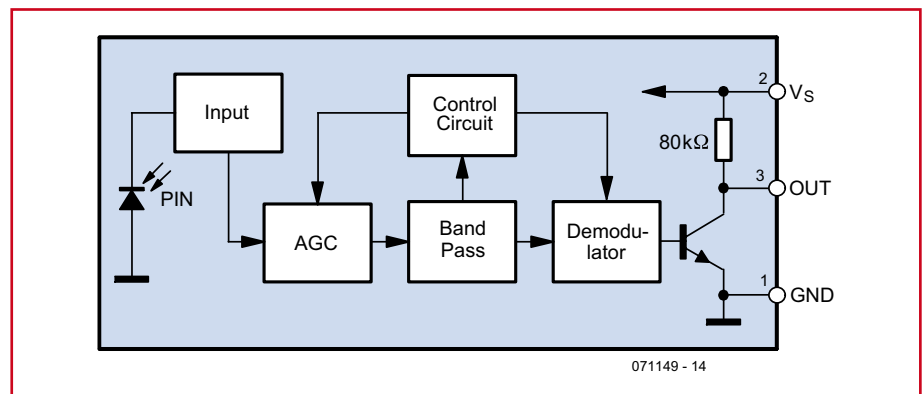 Input
Control
Circuit
2
VS
80kΩ
PIN
3
OUT
AGC
Band
Pass
Demodu-
lator
1
GND
071149 - 14